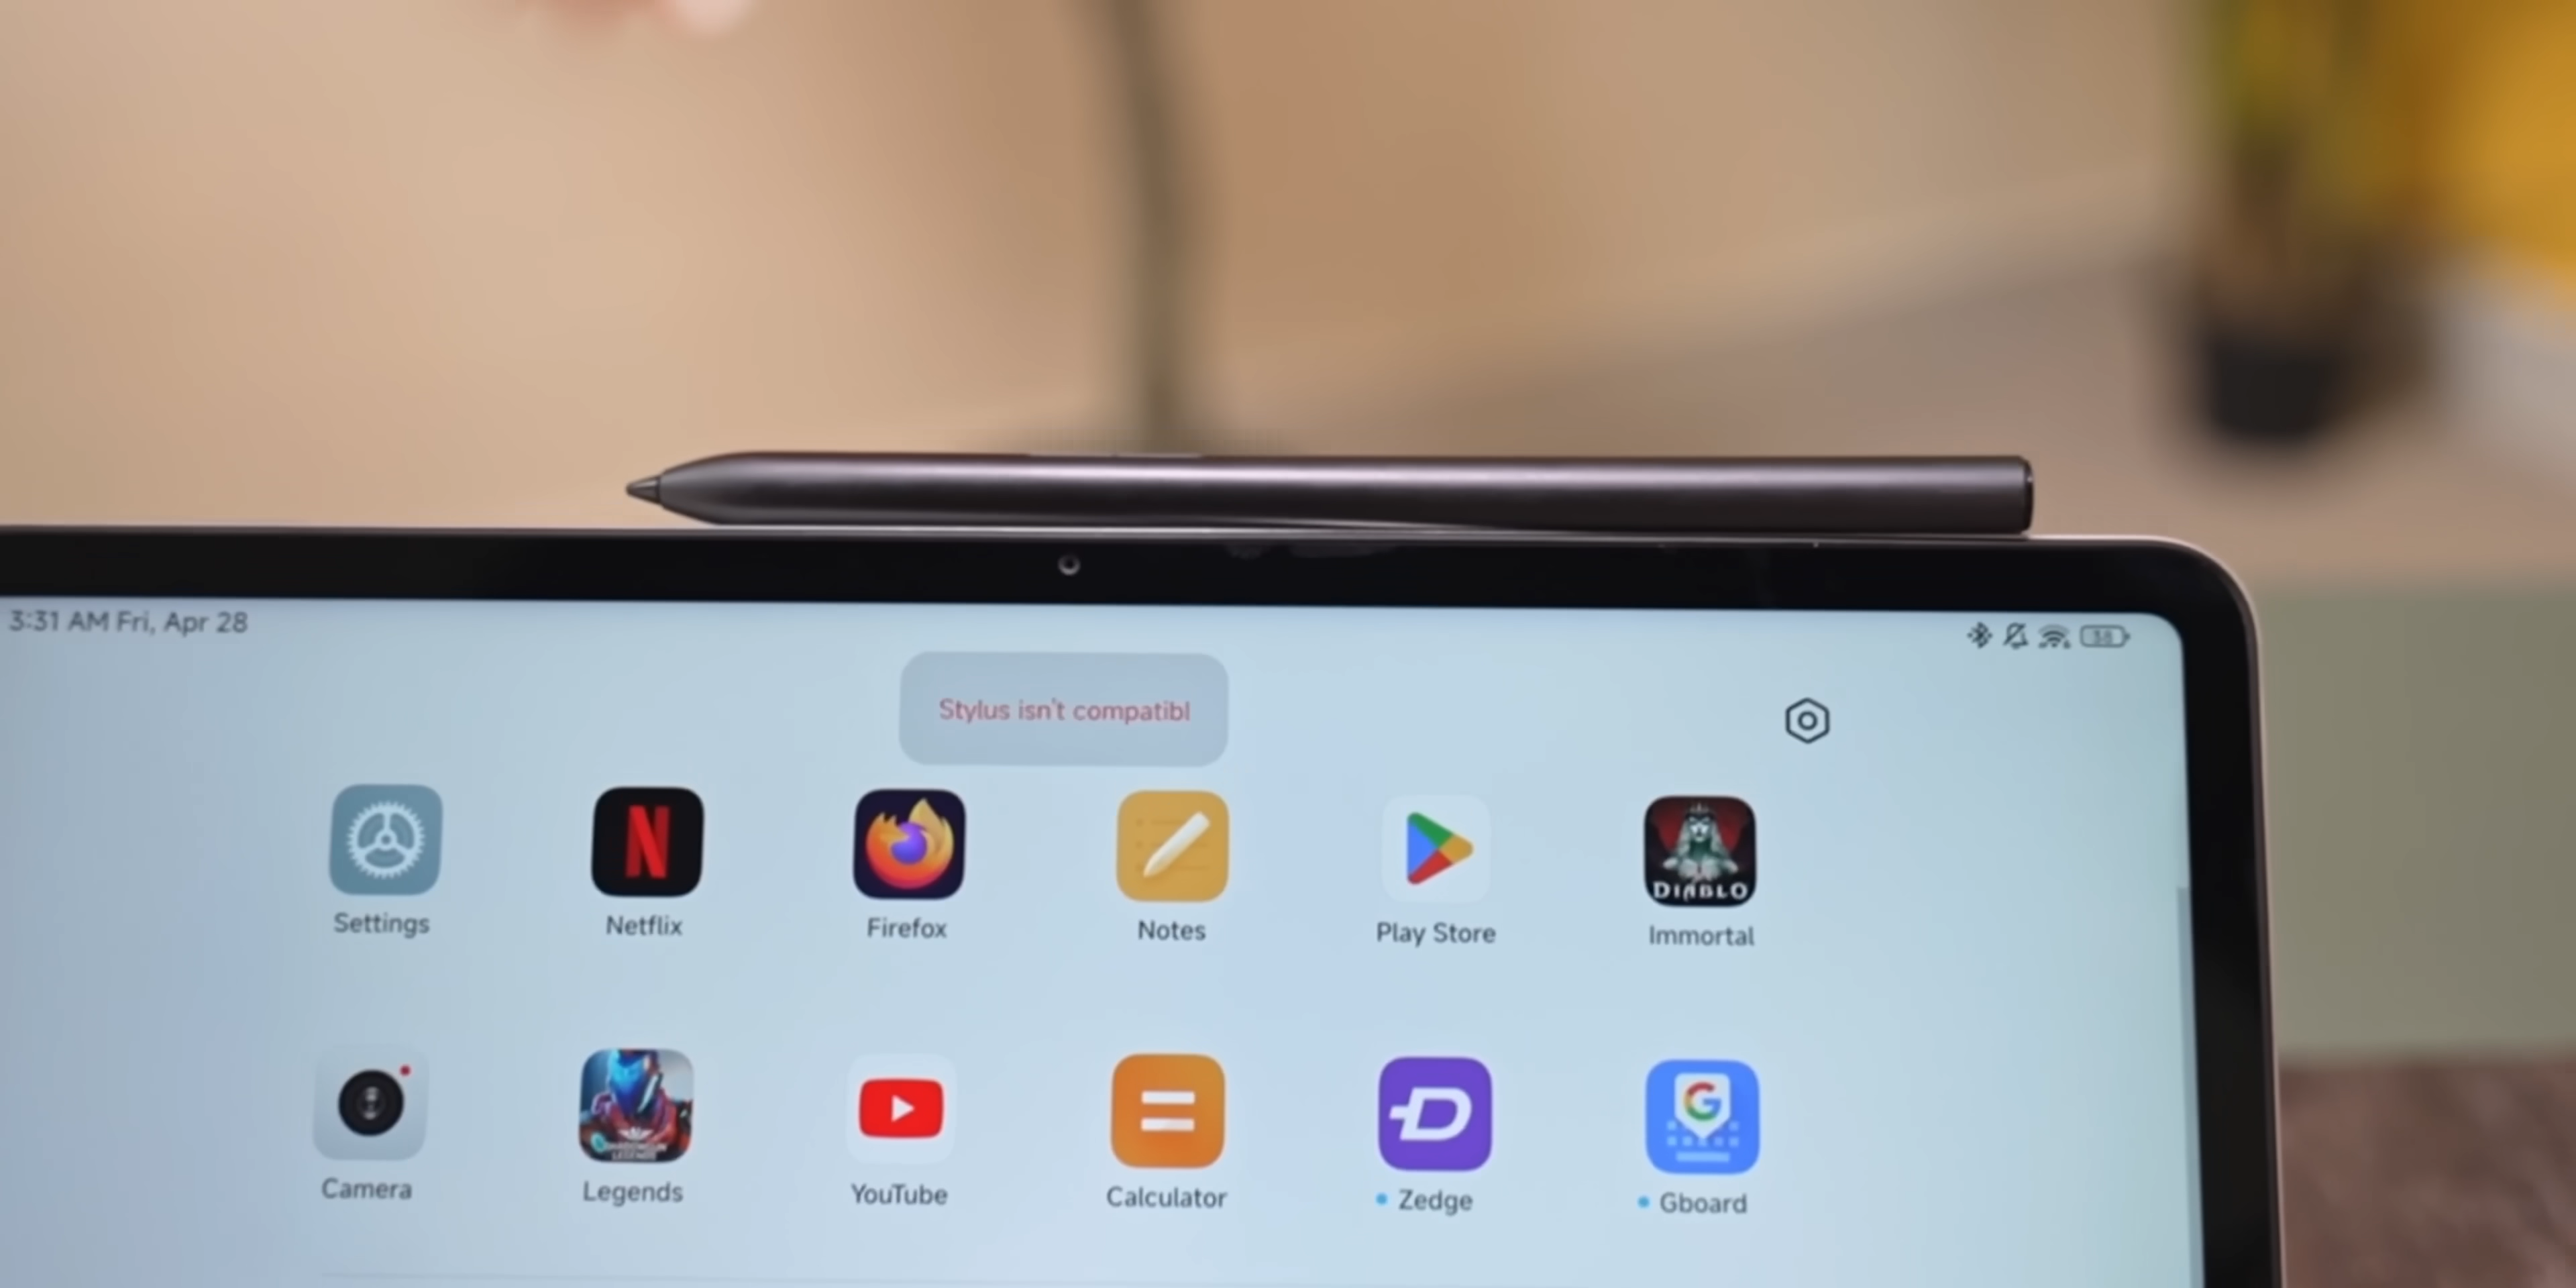 3:31 AM Fri, Apr 28
Stylus isn't compatibl
DIABLO
Settings
Netflix
Firefox
Notes
Play Store
Immortal
LEGENDS
Camera
Legends
YouTube
Calculator
Zedge
Gboard